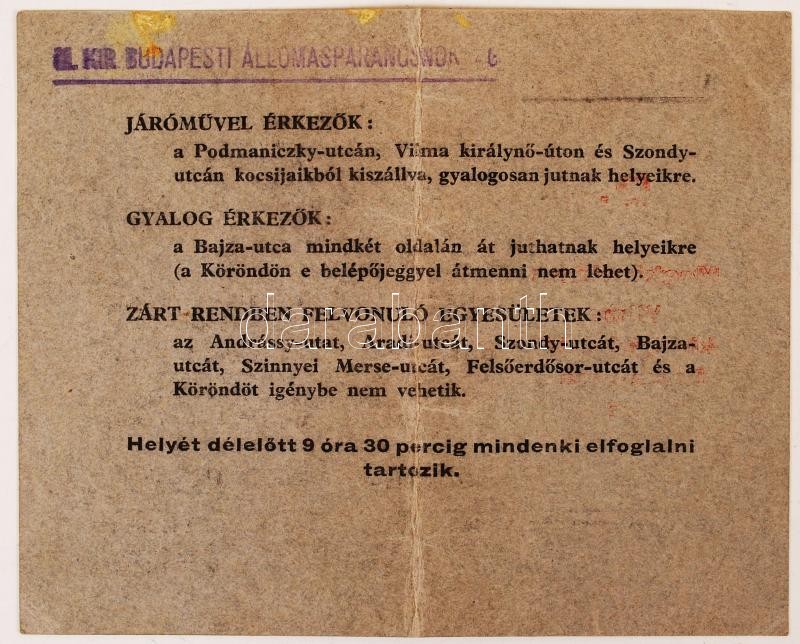 M. KIR. BUDAPESTI ÁLLOMÁSPARANCSNOK
JÁRÓMŰVEL ÉRKEZŐK:
a Podmaniczky-utcán, Vilma királynő-úton és Szondy-
utcán kocsijaikból kiszállva, gyalogosan jutnak helyeikre.
GYALOG ÉRKEZŐK:
a Bajza-utca mindkét oldalán át juthatnak helyeikre
(a Köröndön e belépőjeggyel átmenni nem lehet).
ZÁRT RENDBEN FELVONULÓ EGYESÜLETEK:
darabanth
az Andrássy-utat, Aradi-utcát, Szondy-utcát, Bajza-
utcát, Szinnyei Merse-utcát, Felsőerdősor-utcát és a
Köröndöt igénybe nem vehetik.
Helyét délelőtt 9 óra 30 percig mindenki elfoglalni
tartozik.